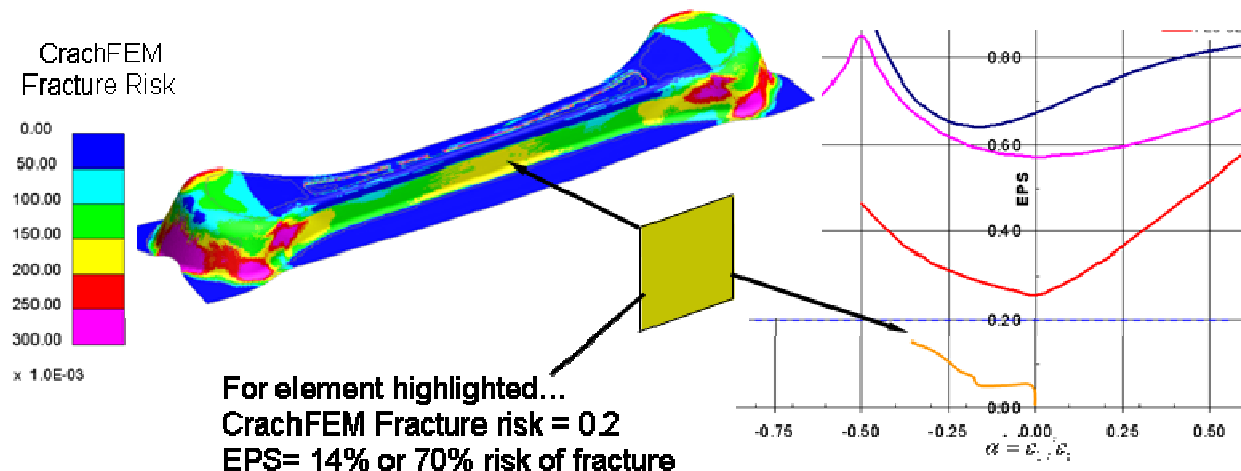 CrachFEM
Fracture Risk
0.00
50.00
100.00
150.00
200.00
250.00
300.00
x 1.0E-03
For element highlighted...
CrachFEM Fracture risk = 0.2
EPS= 14% or 70% risk of fracture
0.80
0.60
EPS
0.40
0.20
0.00
-0.75
-0.50
-0.25
0.00
0.25
0.50